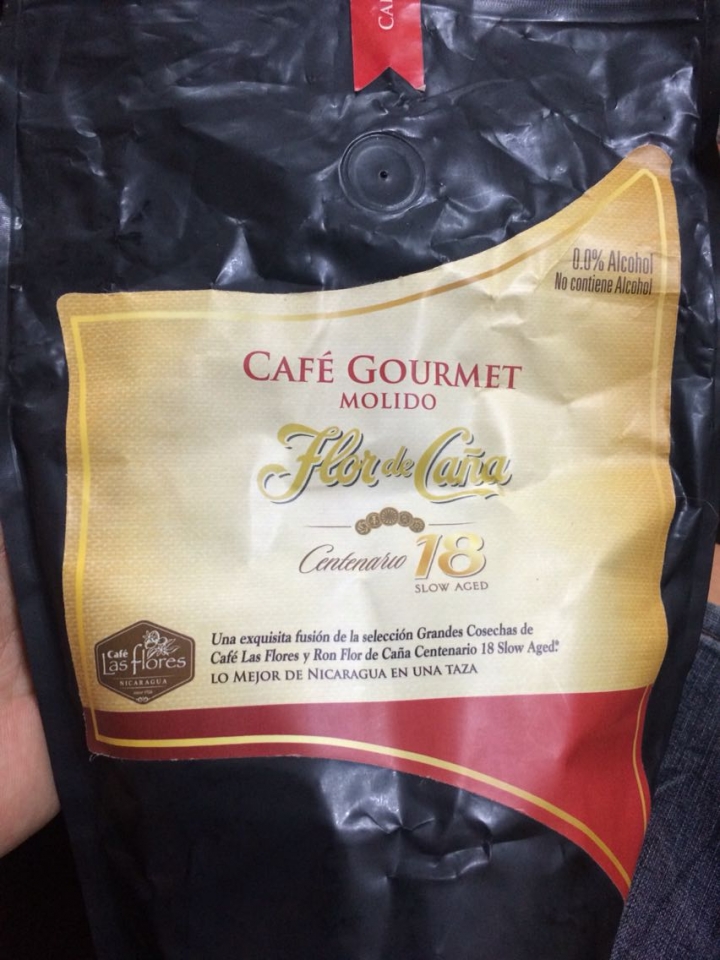 CA
0.0% Alcohol
No contiene Alcohol
CAFÉ GOURMET
MOLIDO
Flor de Caña
Centenario 18
SLOW AGED
Una exquisita fusión de la selección Grandes Cosechas de
Café Las Flores y Ron Flor de Caña Centenario 18 Slow Aged.
LO MEJOR DE NICARAGUA EN UNA TAZA
Café
Las flores
NICARAGUA